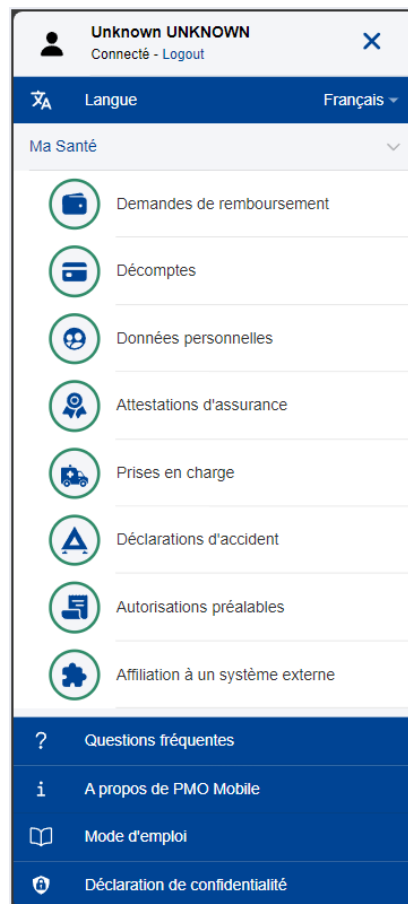 Unknown UNKNOWN
Connecté - Logout
Langue Français
Ma Santé
Demandes de remboursement
Décomptes
Données personnelles
Attestations d'assurance
Prises en charge
Déclarations d'accident
Autorisations préalables
Affiliation à un système externe
? Questions fréquentes
i A propos de PMO Mobile
Mode d'emploi
Déclaration de confidentialité